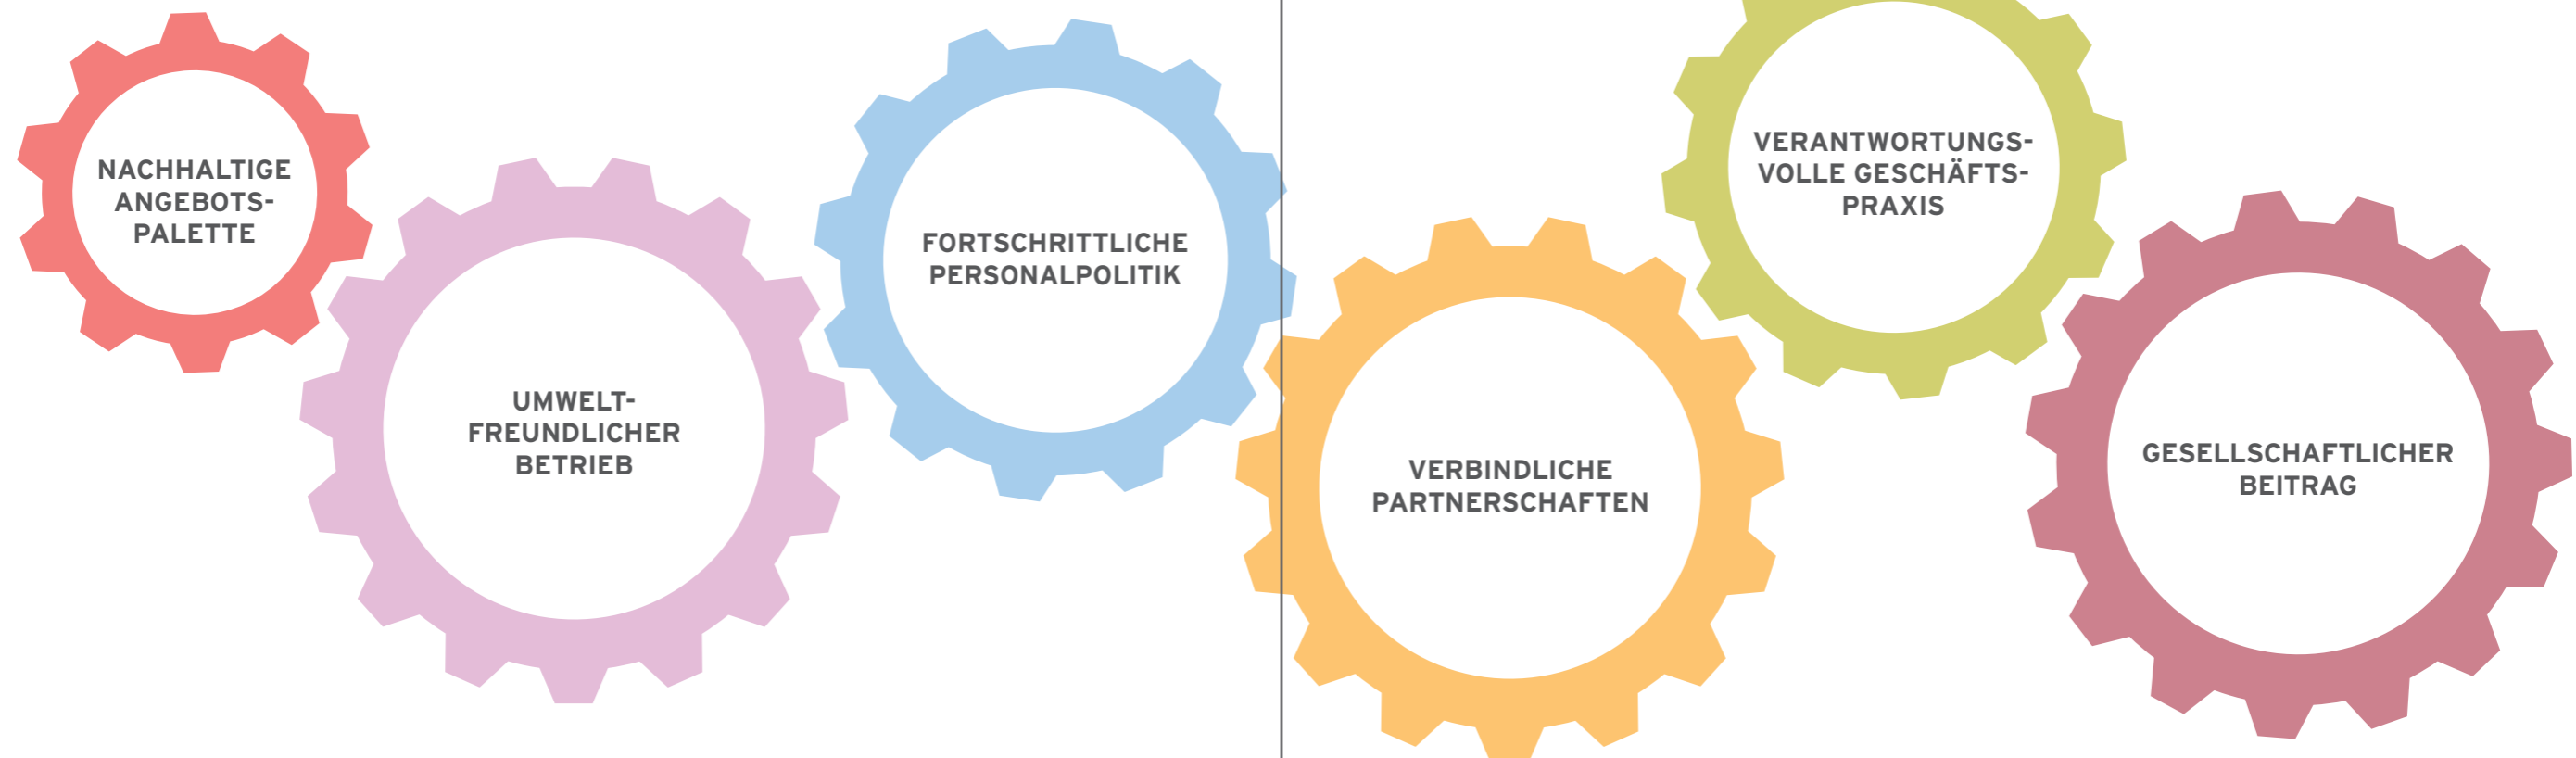 NACHHALTIGE
ANGEBOTS-
PALETTE
UMWELT-
FREUNDLICHER
BETRIEB
FORTSCHRITTLICHE
PERSONALPOLITIK
VERBINDLICHE
PARTNERSCHAFTEN
VERANTWORTUNGS-
VOLLE GESCHÄFTS-
PRAXIS
GESELLSCHAFTLICHER
BEITRAG